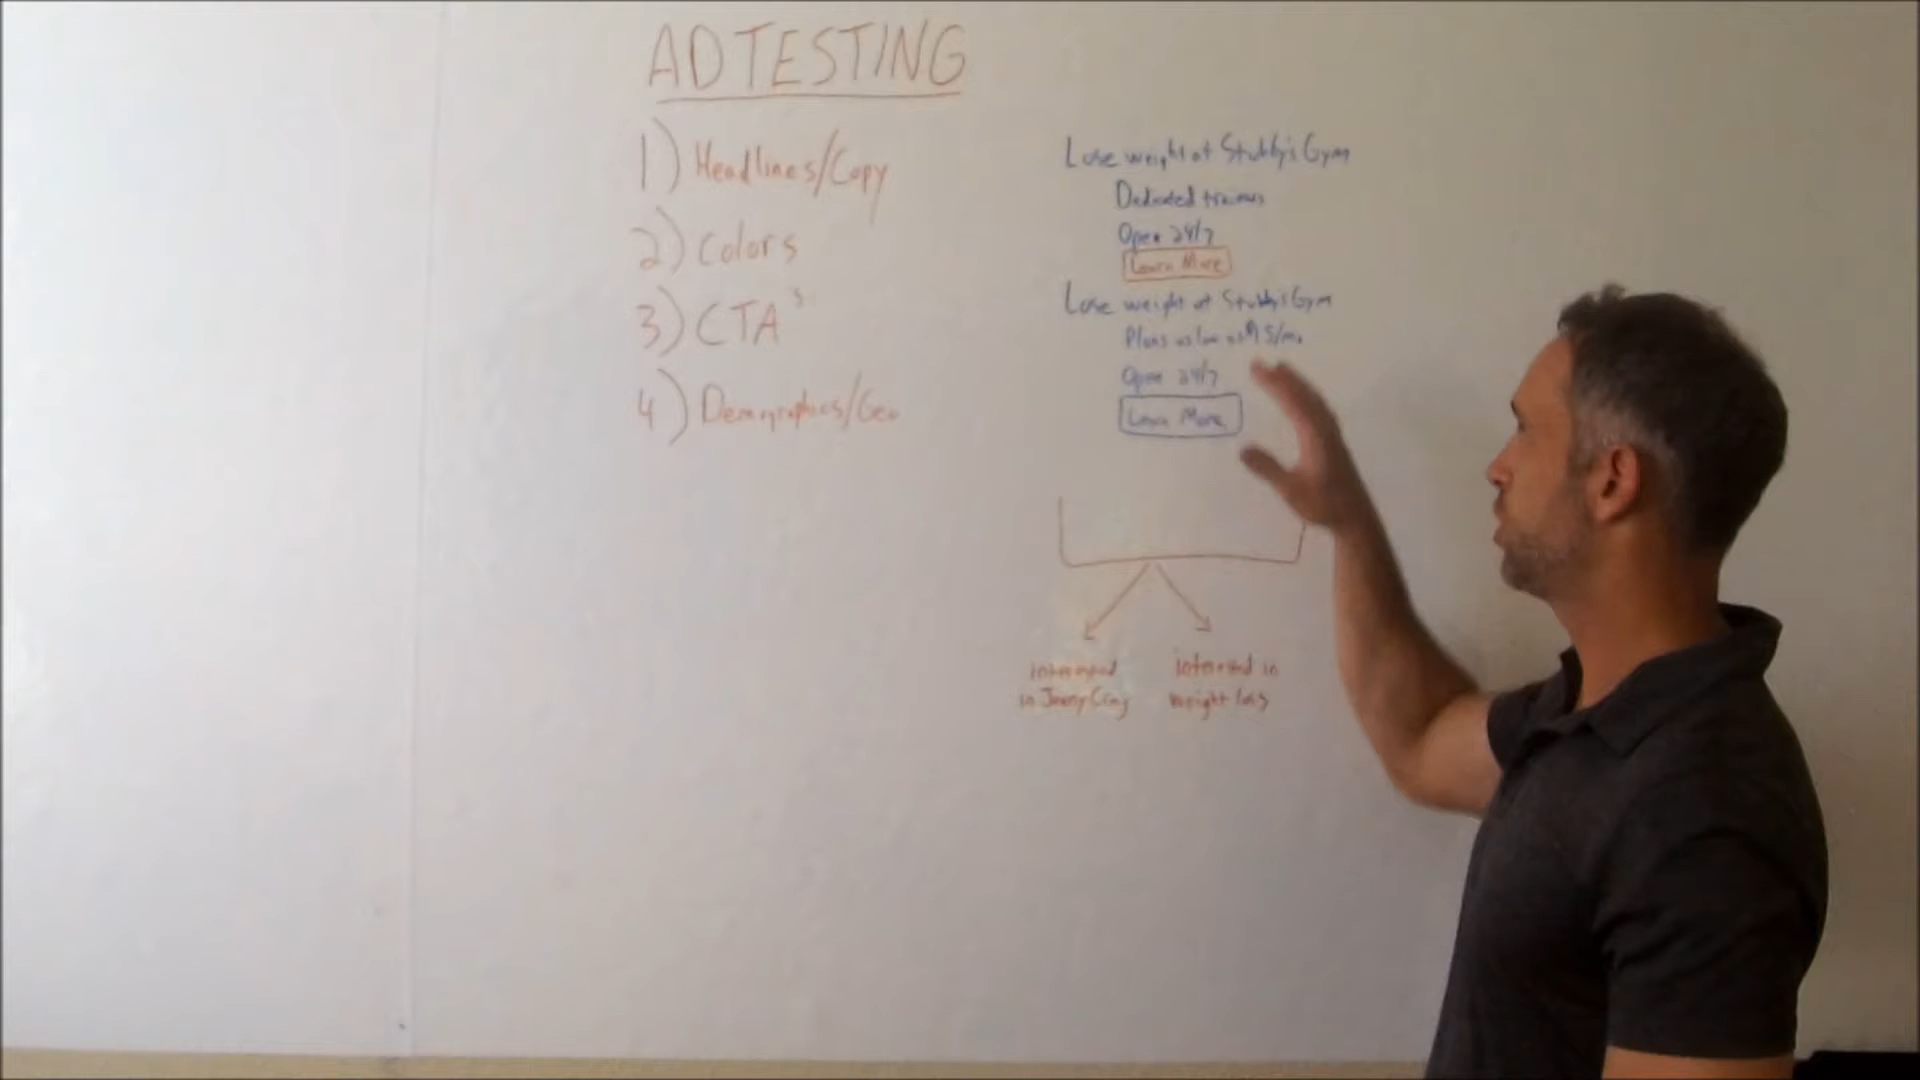 AD TESTING
1) Headlines/Copy
2) Colors
3) CTA's
4) Demographics/Geo
Lose weight at Stubby's Gym
Dedicated trainers
Open 24/7
Learn More
Lose weight at Stubby's Gym
Plans as low as $/mo
Open 24/7
Learn More
interested
in Jenny Craig
interested in
weight loss